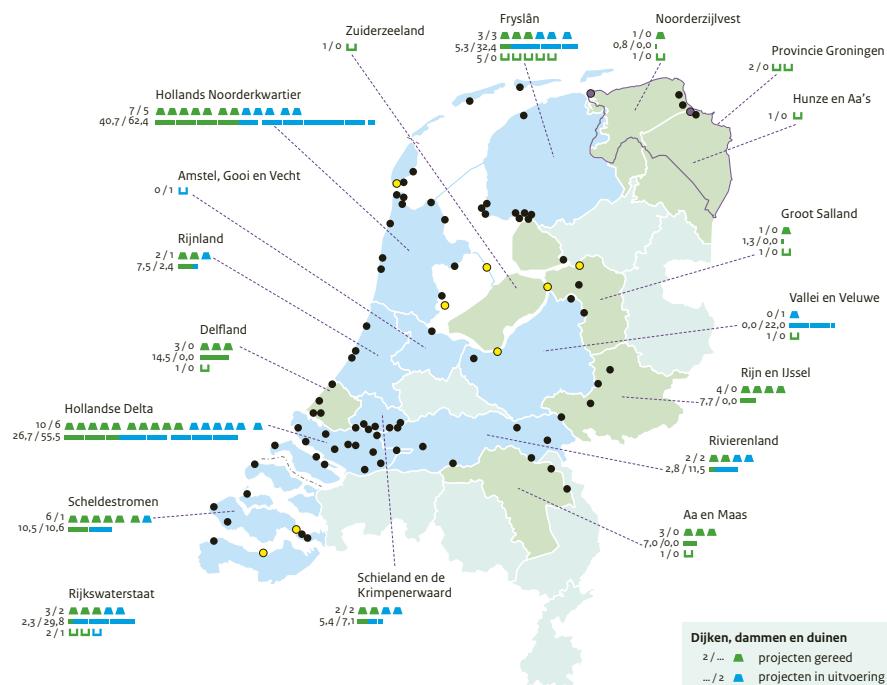 Zuiderzeeland
1/0
Fryslân
3/3
5,3/32,4
5/0
Noorderzijlvest
1/0
0,8/0,0
1/0
Provincie Groningen
2/0
Hunze en Aa's
1/0
Hollands Noorderkwartier
7/5
40,7/62,4
Amstel, Gooi en Vecht
0/1
Rijnland
2/1
7,5/2,4
Groot Salland
1/0
1,3/0,0
1/0
Vallei en Veluwe
0/1
0,0/22,0
1/0
Delfland
3/0
14,5/0,0
1/0
Rijn en IJssel
4/0
7,7/0,0
Hollandse Delta
10/6
26,7/55,5
Rivierenland
2/2
2,8/11,5
Scheldestromen
6/1
10,5/10,6
Aa en Maas
3/0
7,0/0,0
1/0
Rijkswaterstaat
3/2
2,3/29,8
2/1
Schieland en de
Krimpenerwaard
2/2
5,4/7,1
Dijken, dammen en duinen
2/... projecten gereed
.../2 projecten in uitvoering